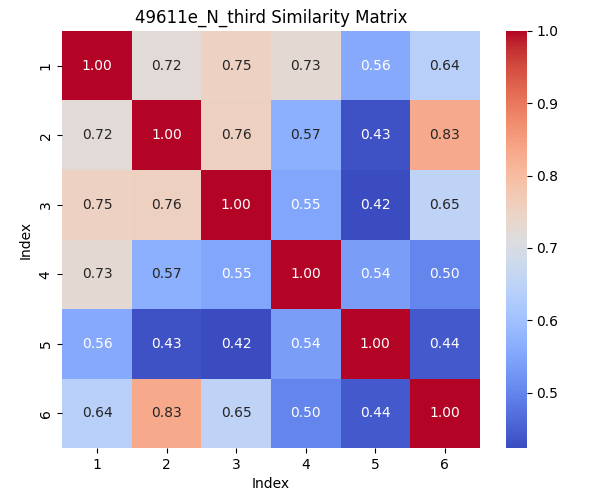 49611e_N_third Similarity Matrix
Index
1 1.00 0.72 0.75 0.73 0.56 0.64
2 0.72 1.00 0.76 0.57 0.43 0.83
3 0.75 0.76 1.00 0.55 0.42 0.65
4 0.73 0.57 0.55 1.00 0.54 0.50
5 0.56 0.43 0.42 0.54 1.00 0.44
6 0.64 0.83 0.65 0.50 0.44 1.00
1 2 3 4 5 6
Index
1.0
0.9
0.8
0.7
0.6
0.5